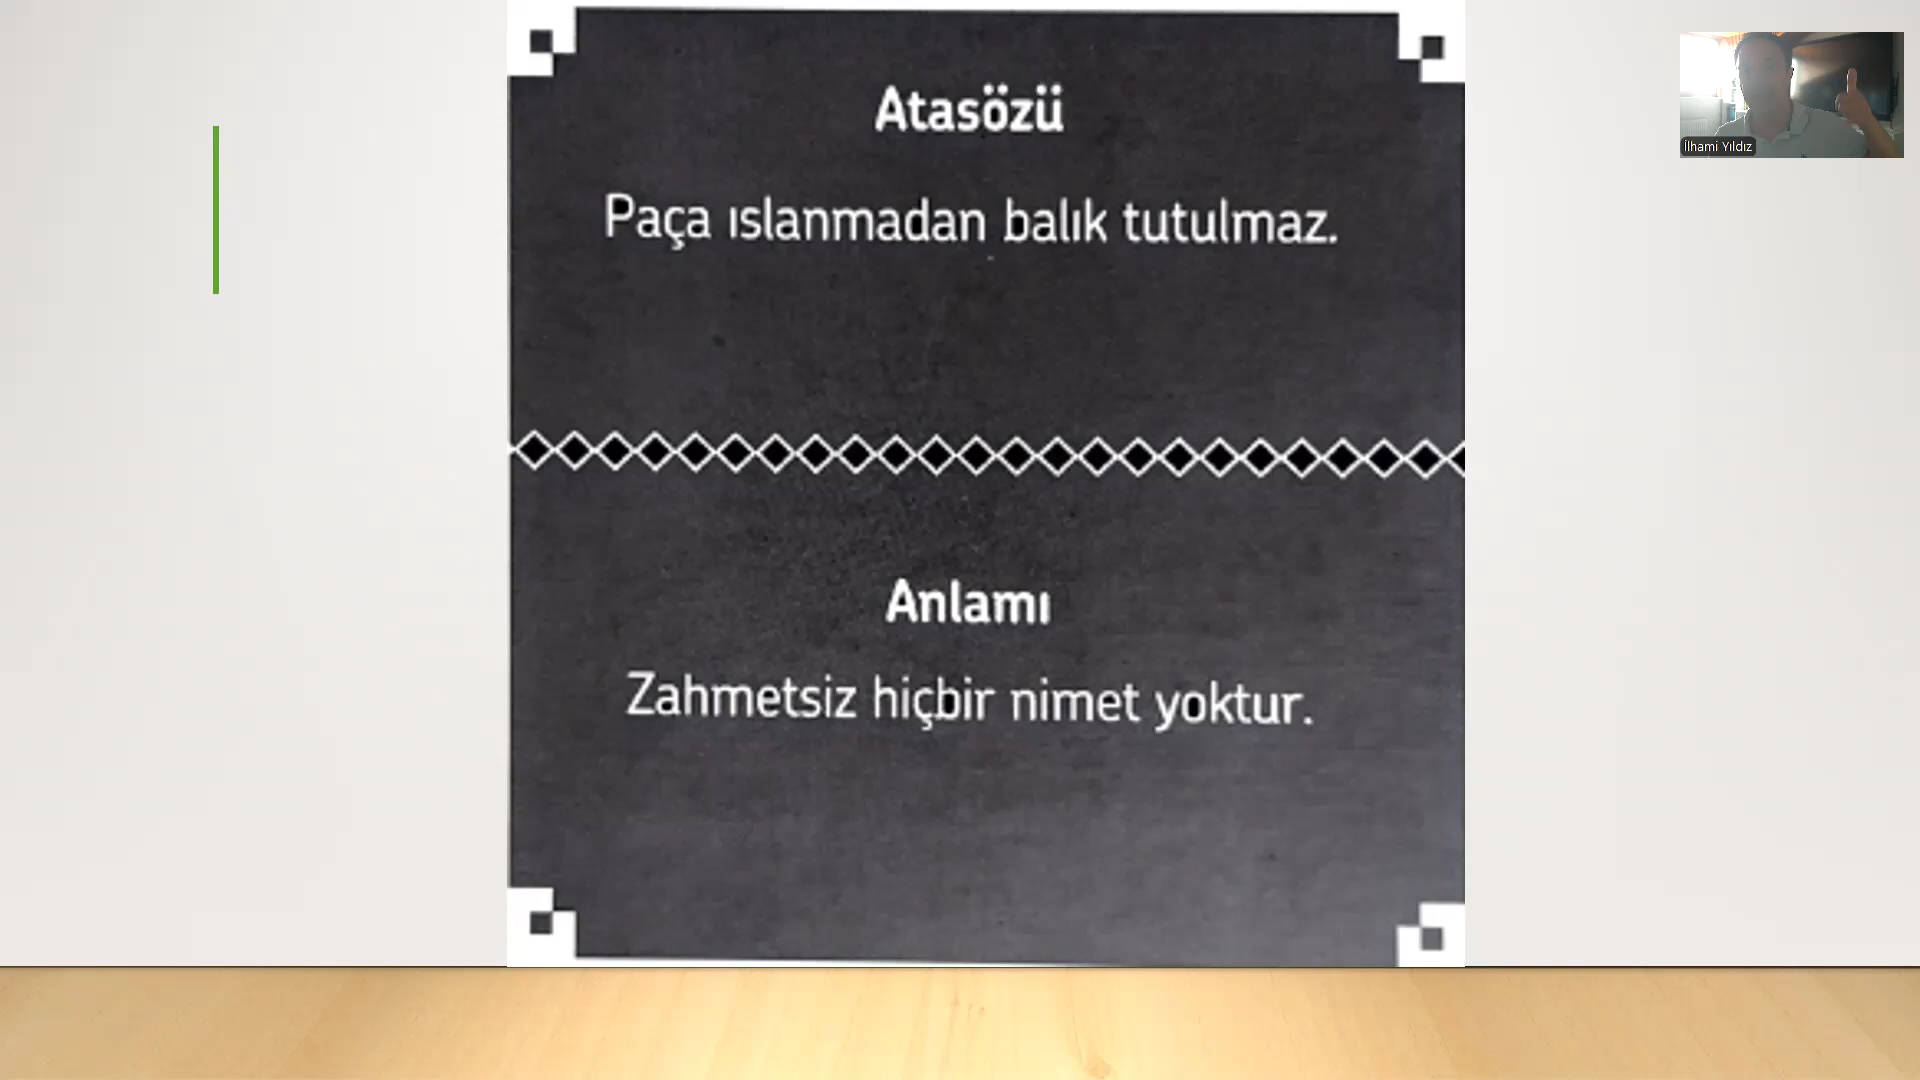 Atasözü
Paça ıslanmadan balık tutulmaz.
Anlamı
Zahmetsiz hiçbir nimet yoktur.
İlhami Yıldız